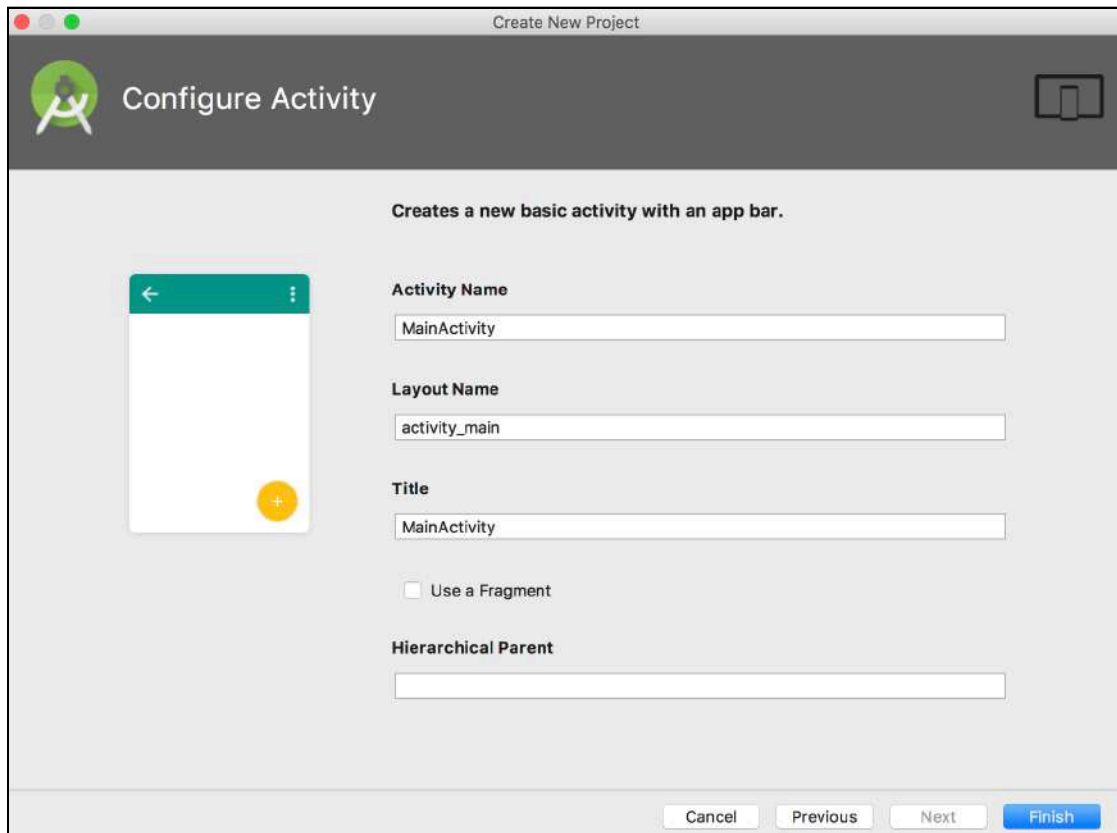 Create New Project
Configure Activity
Creates a new basic activity with an app bar.
Activity Name
MainActivity
Layout Name
activity_main
Title
MainActivity
Use a Fragment
Hierarchical Parent
Cancel Previous Next Finish